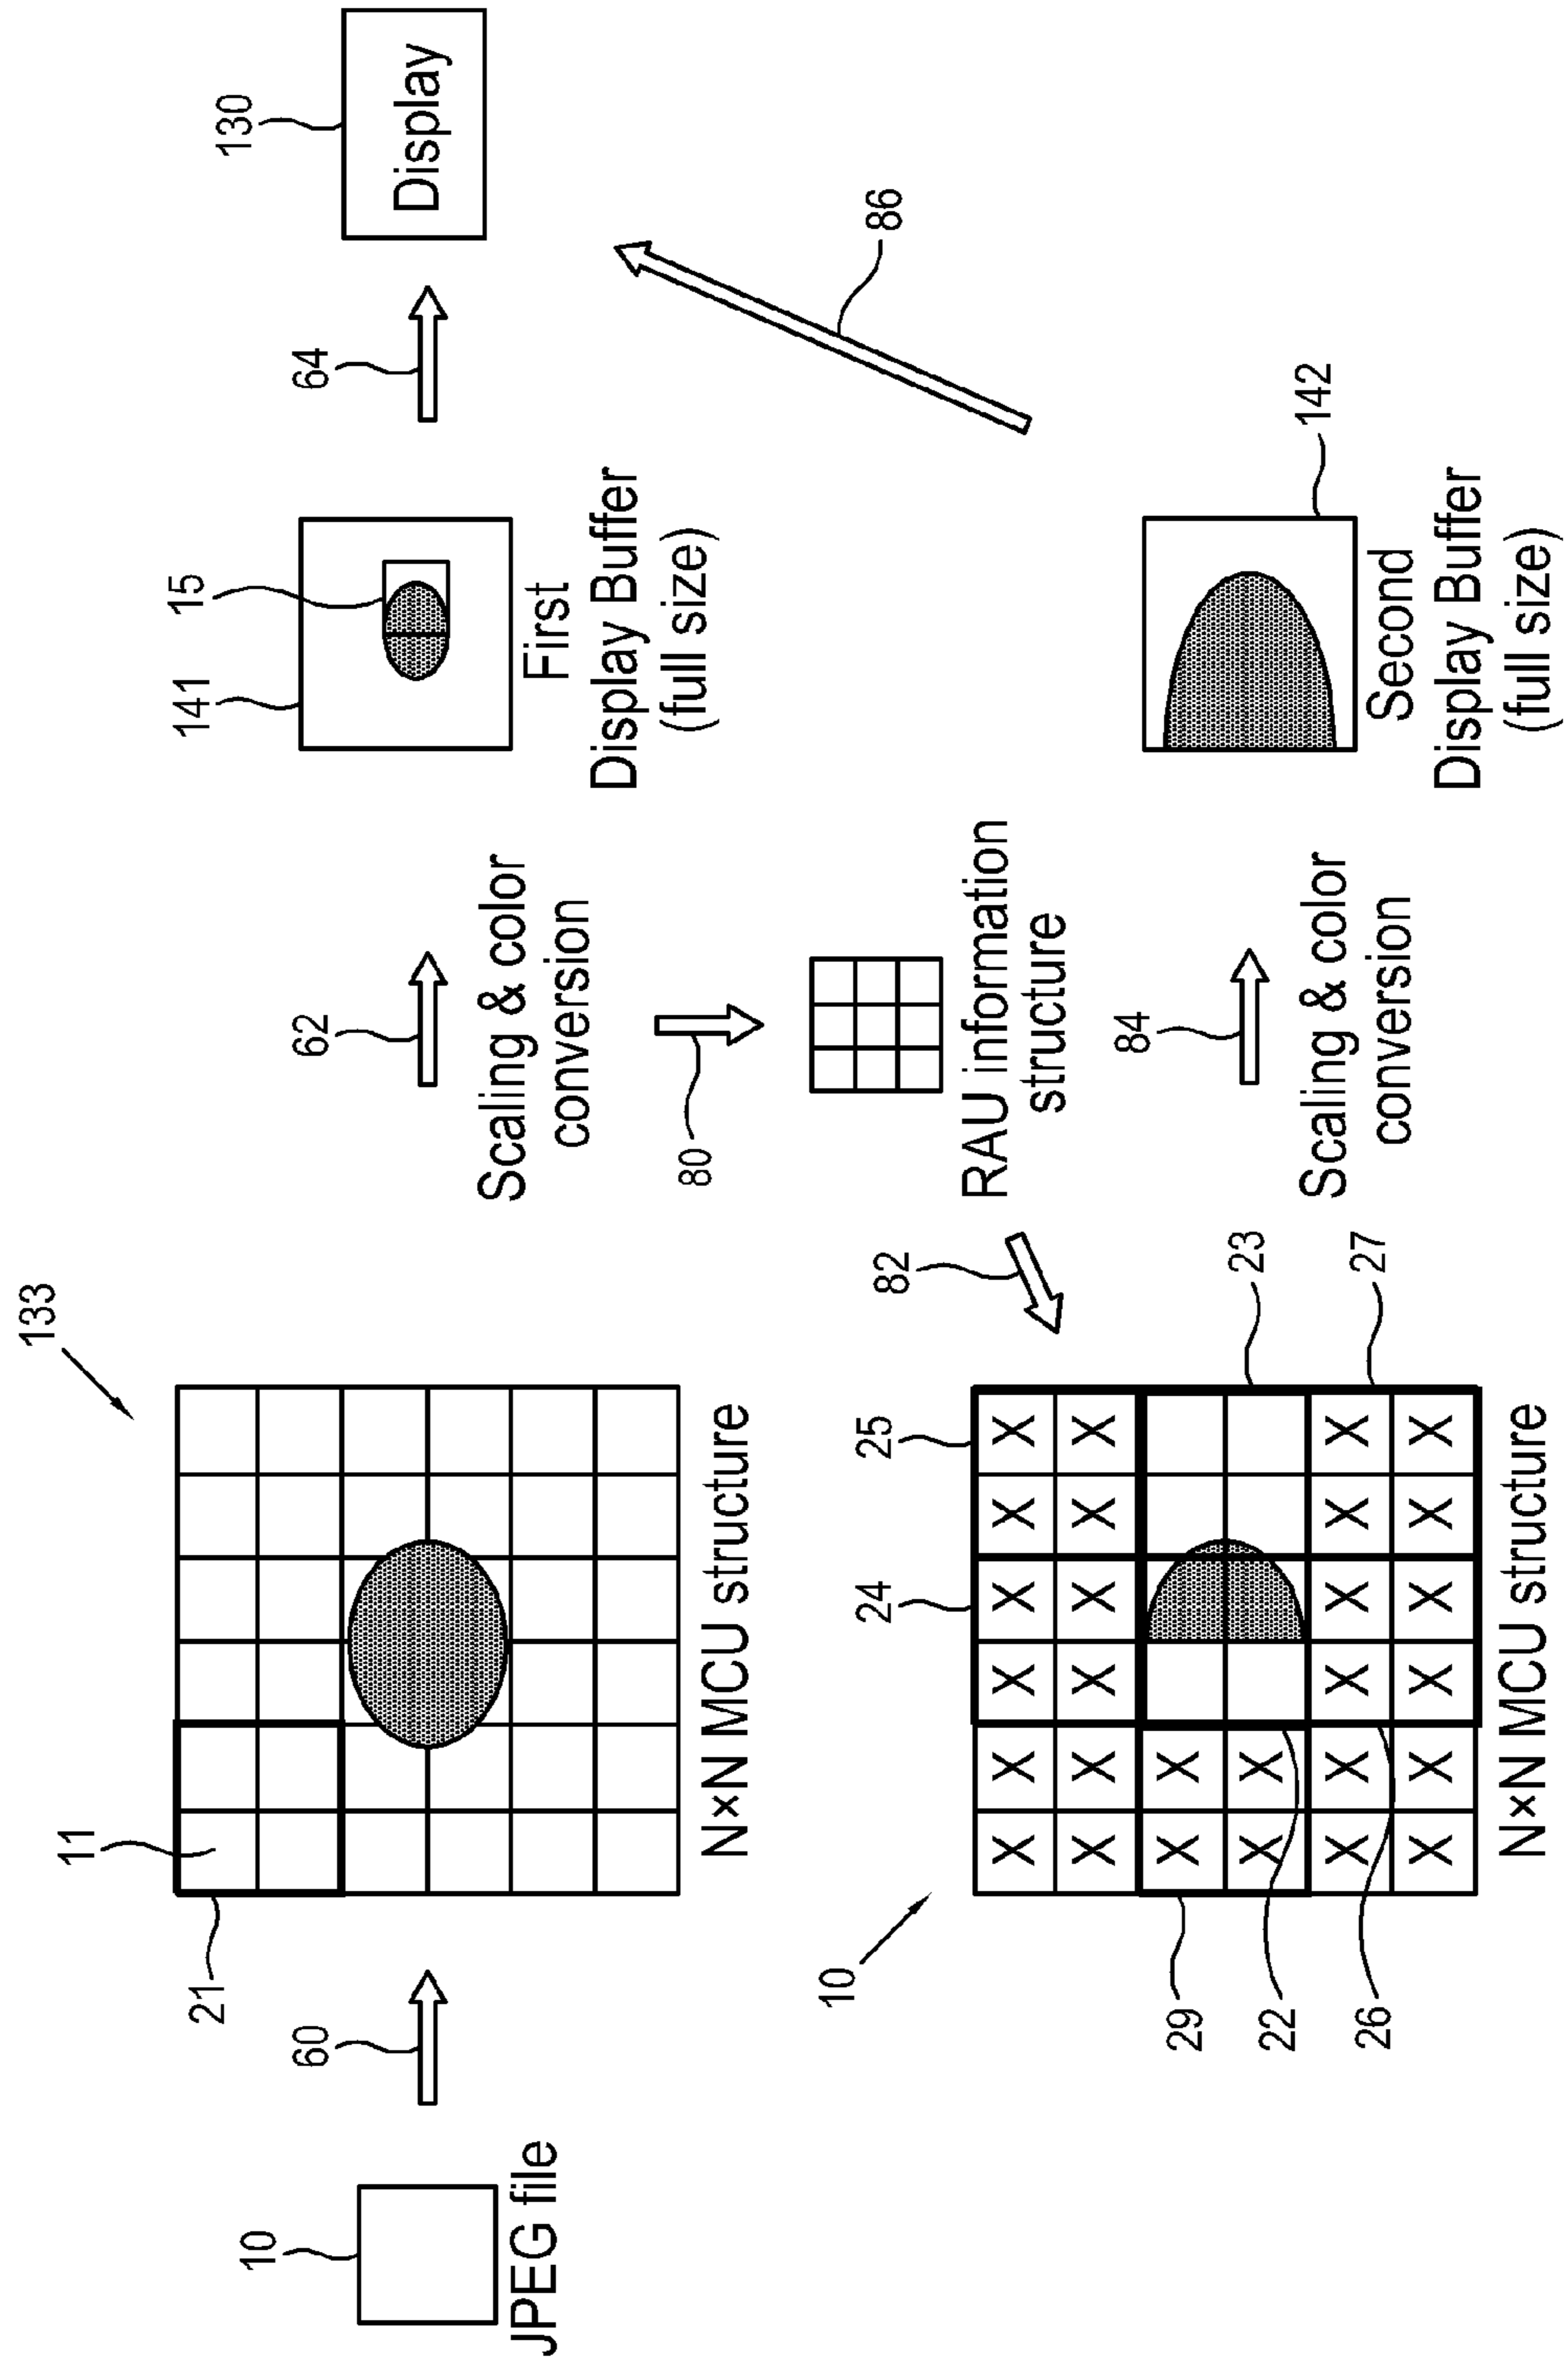 133
11
21
15
141
130
10
60
62
64
Display
JPEG file
N×N MCU structure
Scaling & color
conversion
First
Display Buffer
(full size)
80
86
RAU information
structure
10
82
24
25
X X X X X X
X X X X X X
X X
X X
X X X X X X
X X X X X X
29
22
26
23
27
84
142
N×N MCU structure
Scaling & color
conversion
Second
Display Buffer
(full size)